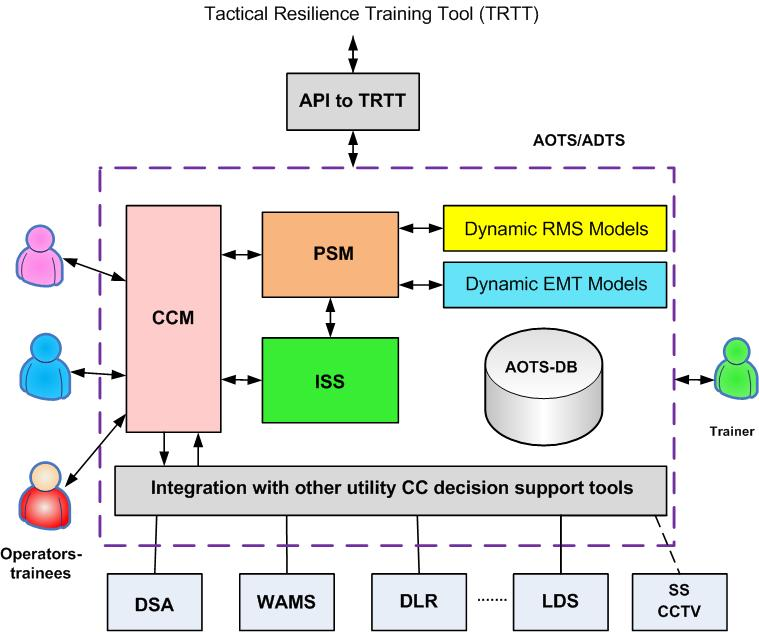 Tactical Resilience Training Tool (TRTT)
API to TRTT
AOTS/ADTS
CCM
PSM
Dynamic RMS Models
Dynamic EMT Models
ISS
AOTS-DB
Trainer
Integration with other utility CC decision support tools
Operators-
trainees
DSA
WAMS
DLR
........
LDS
SS
CCTV